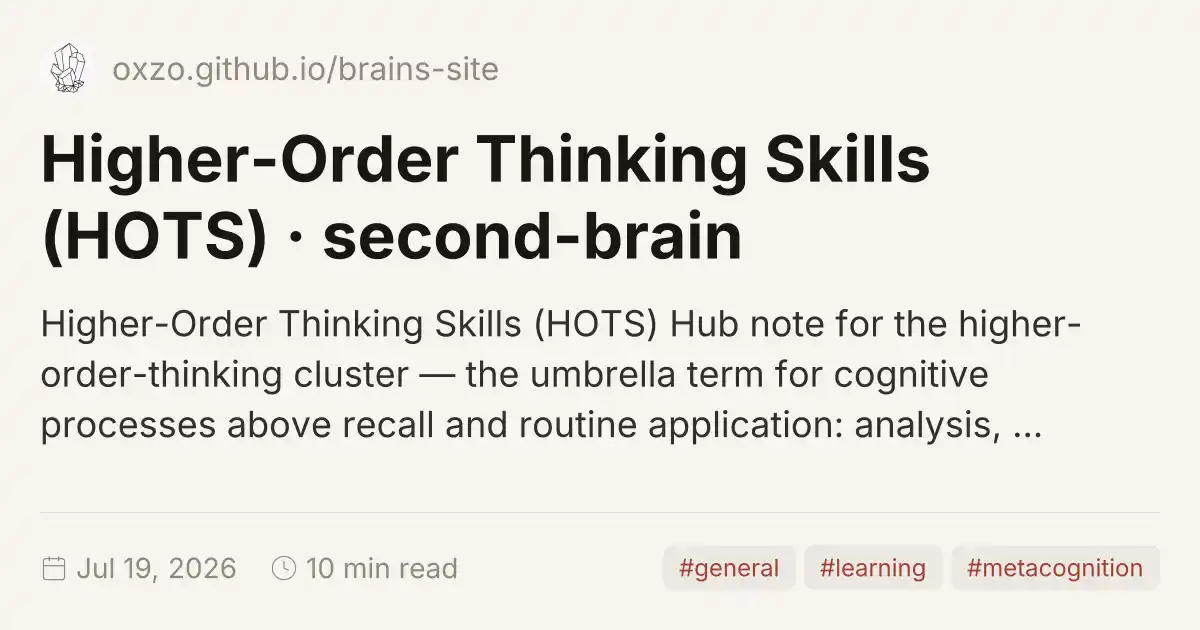 oxzo.github.io/brains-site
Higher-Order Thinking Skills
(HOTS) · second-brain
Higher-Order Thinking Skills (HOTS) Hub note for the higher-
order-thinking cluster — the umbrella term for cognitive
processes above recall and routine application: analysis, ...
Jul 19, 2026 10 min read #general #learning #metacognition